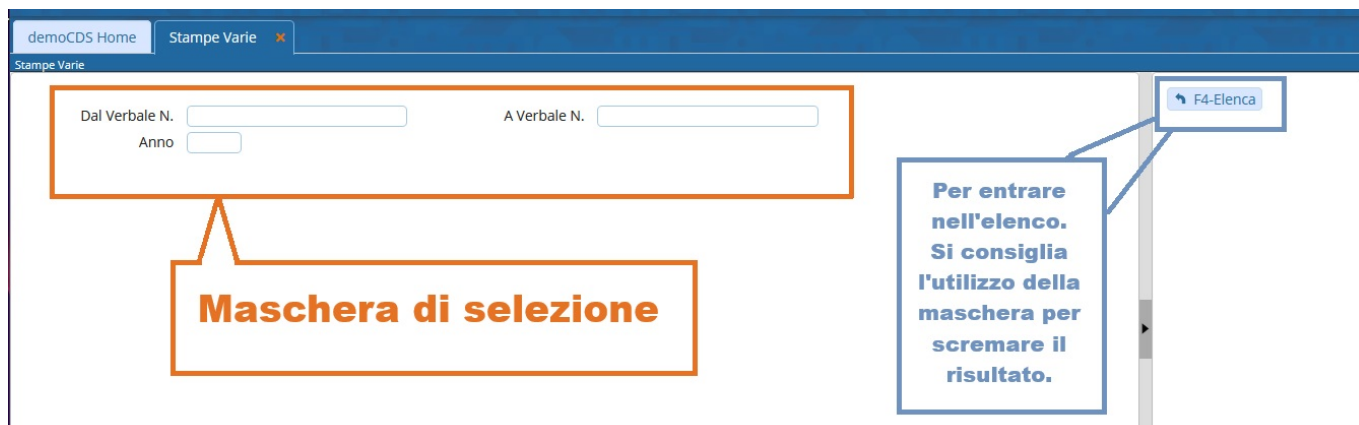 demoCDS Home
Stampe Varie ×
Stampe Varie
Dal Verbale N.
A Verbale N.
Anno
F4-Elenca
Maschera di selezione
Per entrare
nell'elenco.
Si consiglia
l'utilizzo della
maschera per
scremare il
risultato.